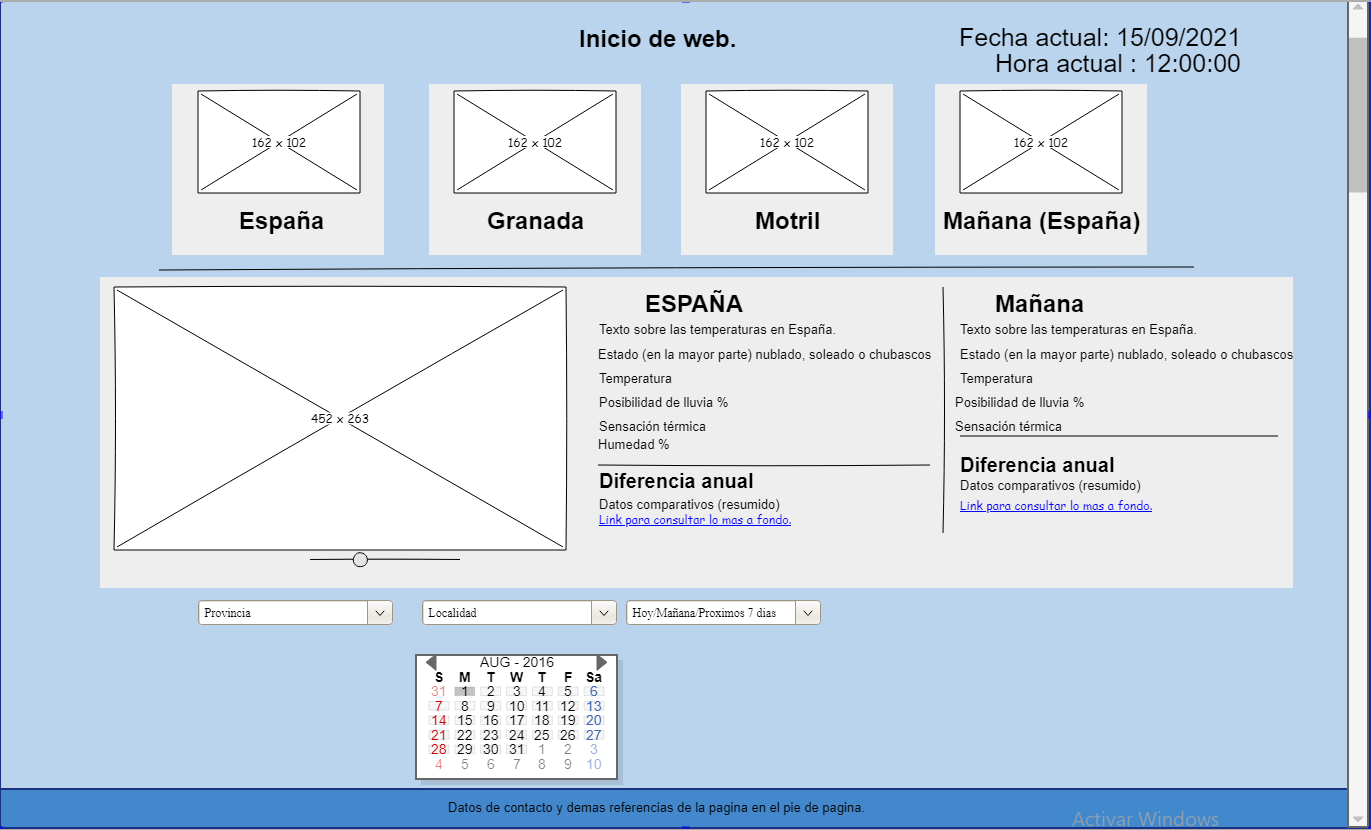 Inicio de web.
Fecha actual: 15/09/2021
Hora actual : 12:00:00
162 x 102
162 x 102
162 x 102
162 x 102
España
Granada
Motril
Mañana (España)
452 x 263
ESPAÑA
Texto sobre las temperaturas en España.
Estado (en la mayor parte) nublado, soleado o chubascos
Temperatura
Posibilidad de lluvia %
Sensación térmica
Humedad %
Diferencia anual
Datos comparativos (resumido)
Link para consultar lo mas a fondo.
Mañana
Texto sobre las temperaturas en España.
Estado (en la mayor parte) nublado, soleado o chubascos
Temperatura
Posibilidad de lluvia %
Sensación térmica
Diferencia anual
Datos comparativos (resumido)
Link para consultar lo mas a fondo.
Provincia
Localidad
Hoy/Mañana/Proximos 7 dias
AUG - 2016
S M T W T F Sa
31 1 2 3 4 5 6
7 8 9 10 11 12 13
14 15 16 17 18 19 20
21 22 23 24 25 26 27
28 29 30 31 1 2 3
4 5 6 7 8 9 10
Datos de contacto y demas referencias de la pagina en el pie de pagina.
Activar Windows